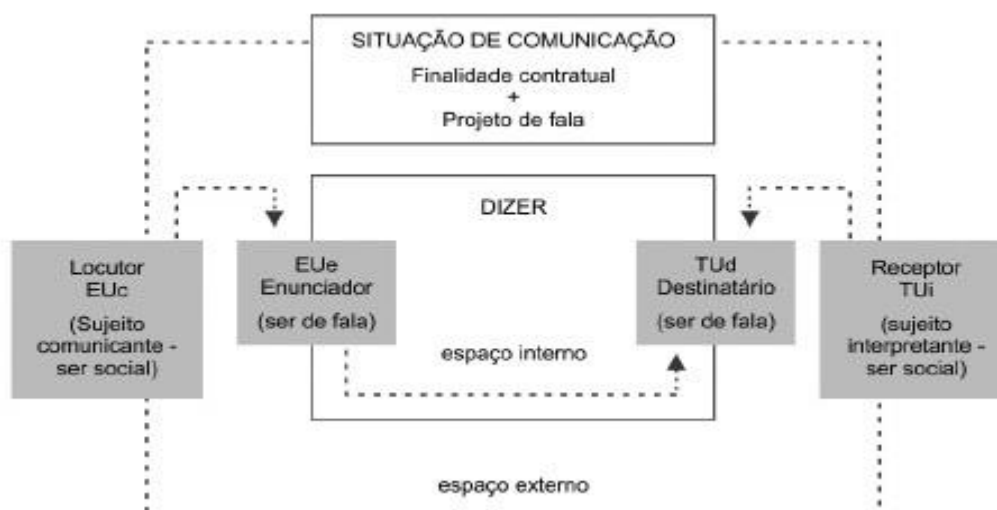 SITUAÇÃO DE COMUNICAÇÃO
Finalidade contratual
+
Projeto de fala
DIZER
Locutor
EUc
(Sujeito
comunicante -
ser social)
EUe
Enunciador
(ser de fala)
TUd
Destinatário
(ser de fala)
Receptor
TUi
(sujeito
interpretante -
ser social)
espaço interno
espaço externo